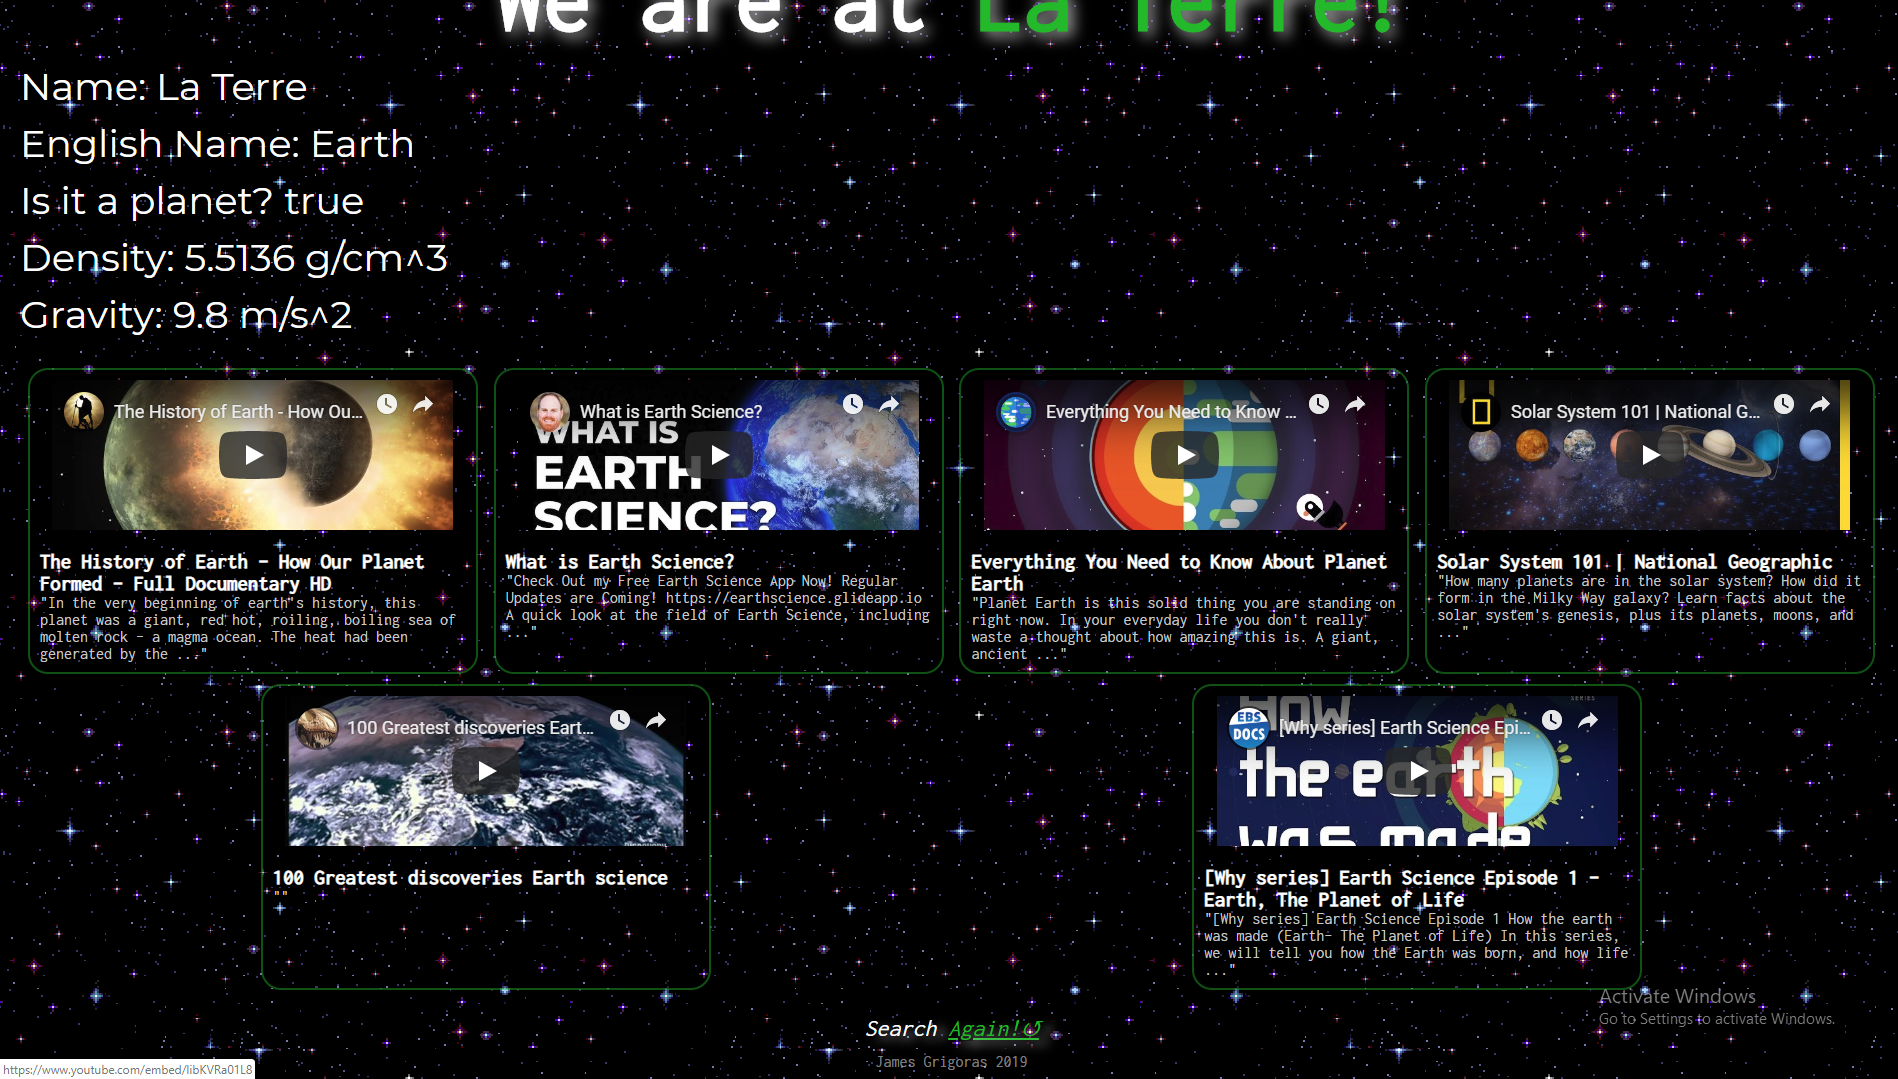 We are at La Terre!
Name: La Terre
English Name: Earth
Is it a planet? true
Density: 5.5136 g/cm^3
Gravity: 9.8 m/s^2
The History of Earth - How Ou...
The History of Earth - How Our Planet
Formed - Full Documentary HD
"In the very beginning of earth"s history, this
planet was a giant, red hot, roiling, boiling sea of
molten rock - a magma ocean. The heat had been
generated by the ..."
What is Earth Science?
WHAT IS
EARTH
SCIENCE?
What is Earth Science?
"Check Out my Free Earth Science App Now! Regular
Updates are Coming! https://earthscience.glideapp.io
A quick look at the field of Earth Science, including
..."
Everything You Need to Know ...
Everything You Need to Know About Planet
Earth
"Planet Earth is this solid thing you are standing on
right now. In your everyday life you don't really
waste a thought about how amazing this is. A giant,
ancient ..."
Solar System 101 | National G...
Solar System 101 | National Geographic
"How many planets are in the solar system? How did it
form in the Milky Way galaxy? Learn facts about the
solar system's genesis, plus its planets, moons, and
..."
100 Greatest discoveries Eart...
100 Greatest discoveries Earth science
""
SERIES
How
EBS
DOCS
[Why series] Earth Science Epi...
the earth
was made
[Why series] Earth Science Episode 1 -
Earth, The Planet of Life
"[Why series] Earth Science Episode 1 How the earth
was made (Earth- The Planet of Life) In this series,
we will tell you how the Earth was born, and how life
..."
Activate Windows
Go to Settings to activate Windows.
Search Again!↺
James Grigoras 2019
https://www.youtube.com/embed/libKVRa01L8